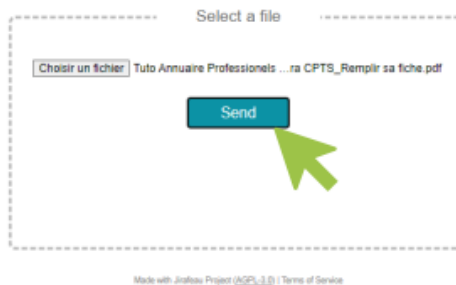 Select a file
Choisir un fichier Tuto Annuaire Professionels ...ra CPTS_Remplir sa fiche.pdf
Send
Made with Jirafeau Project (AGPL-3.0) | Terms of Service